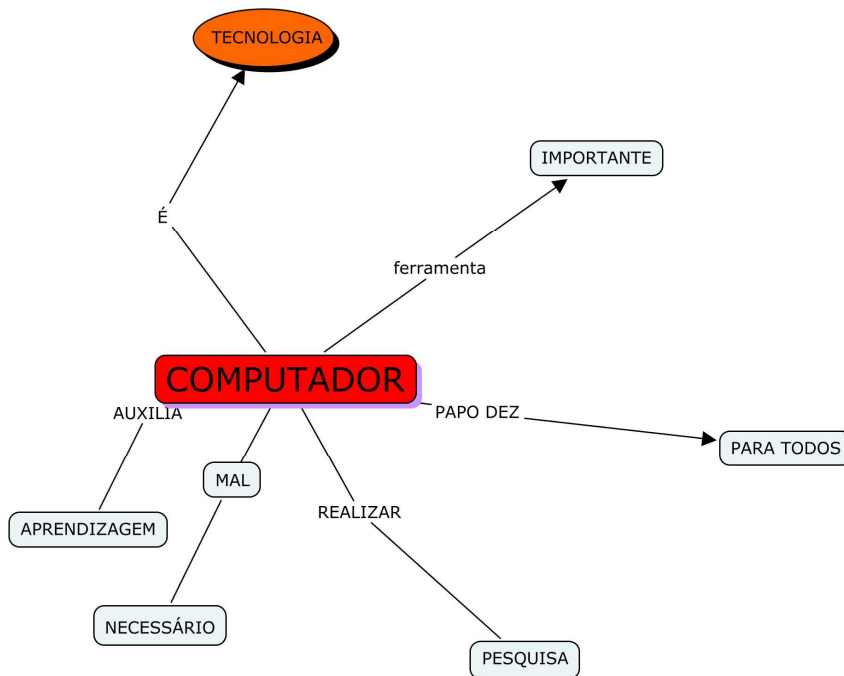 TECNOLOGIA
IMPORTANTE
É
ferramenta
COMPUTADOR
AUXILIA
PAPO DEZ
PARA TODOS
MAL
REALIZAR
APRENDIZAGEM
NECESSÁRIO
PESQUISA